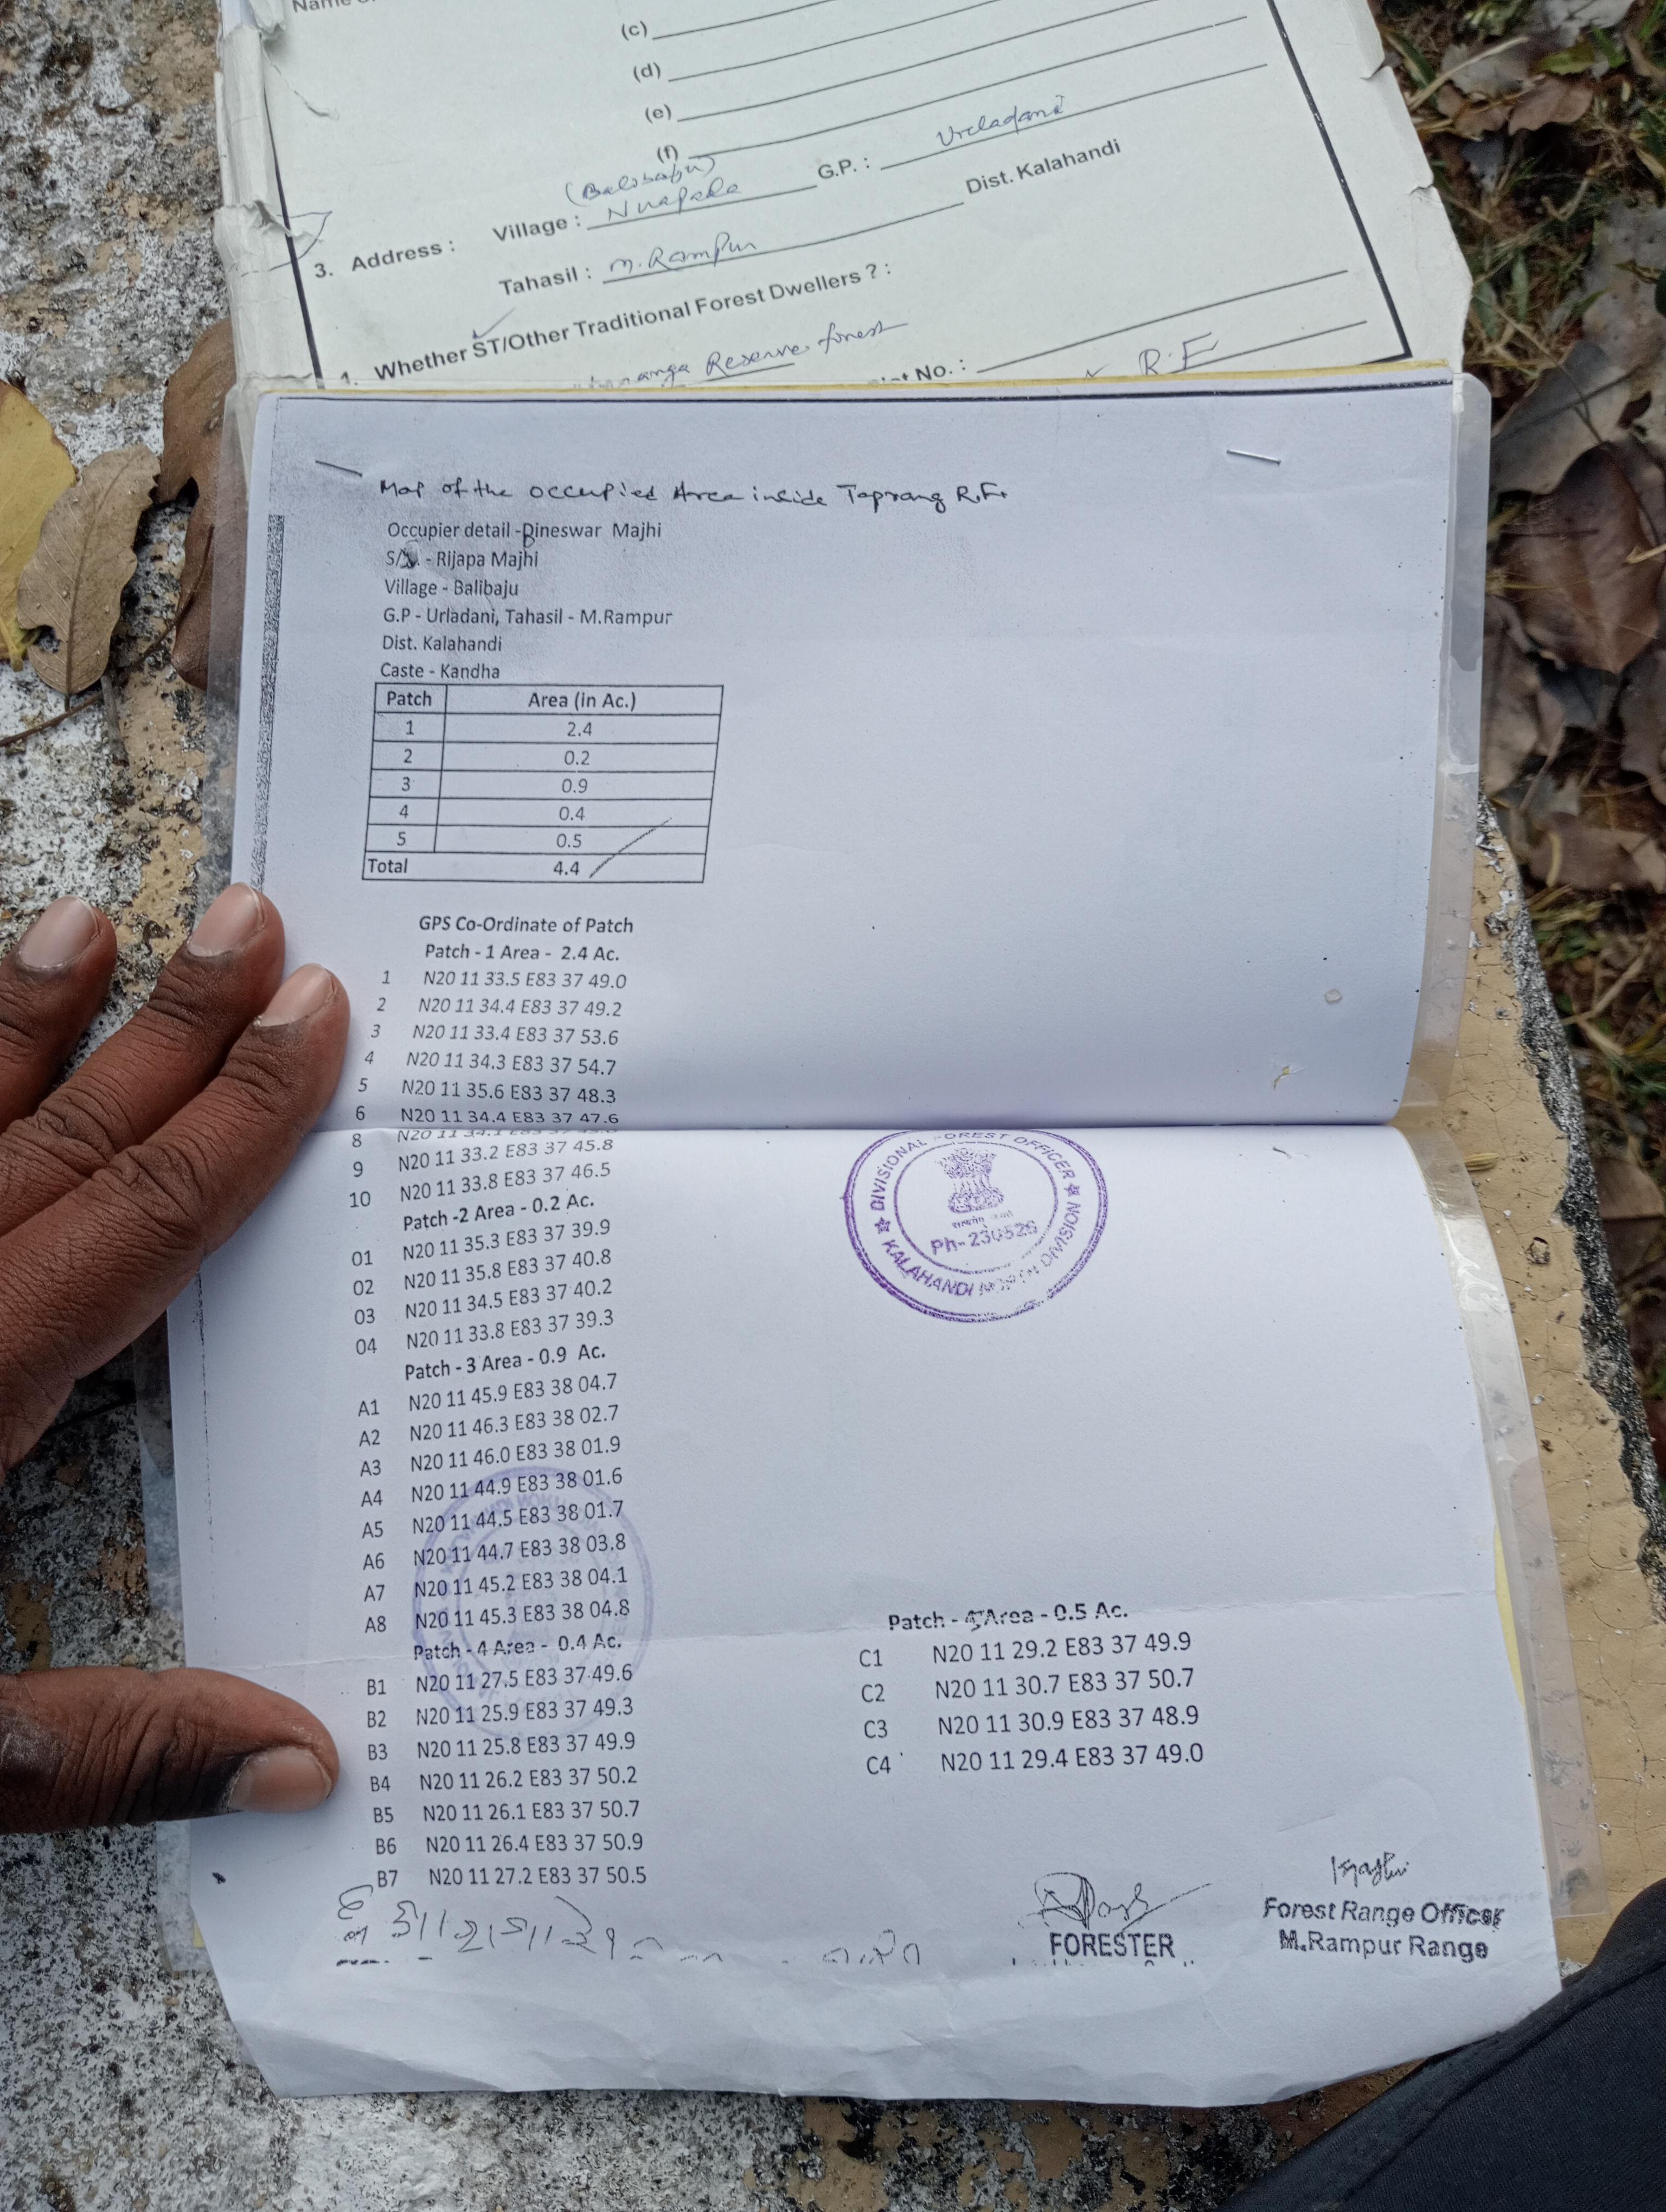 Name
(c)
(d)
(e)
(f)
(Balibaju)
3. Address : Village : Nuapada G.P. : Urladani
Tahasil : M. Rampur Dist. Kalahandi
Whether ST/Other Traditional Forest Dwellers ? :
Reserve forest
No. : R.F
Map of the occupied Area inside Taprang R.F.
Occupier detail - Dineswar Majhi
S/ - Rijapa Majhi
Village - Balibaju
G.P - Urladani, Tahasil - M.Rampur
Dist. Kalahandi
Caste - Kandha
Patch Area (in Ac.)
1 2.4
2 0.2
3 0.9
4 0.4
5 0.5
Total 4.4
GPS Co-Ordinate of Patch
Patch - 1 Area - 2.4 Ac.
1 N20 11 33.5 E83 37 49.0
2 N20 11 34.4 E83 37 49.2
3 N20 11 33.4 E83 37 53.6
4 N20 11 34.3 E83 37 54.7
5 N20 11 35.6 E83 37 48.3
6 N20 11 34.4 E83 37 47.6
8 N20 11
9 N20 11 33.2 E83 37 45.8
10 N20 11 33.8 E83 37 46.5
Patch -2 Area - 0.2 Ac.
01 N20 11 35.3 E83 37 39.9
02 N20 11 35.8 E83 37 40.8
03 N20 11 34.5 E83 37 40.2
04 N20 11 33.8 E83 37 39.3
Patch - 3 Area - 0.9 Ac.
A1 N20 11 45.9 E83 38 04.7
A2 N20 11 46.3 E83 38 02.7
A3 N20 11 46.0 E83 38 01.9
A4 N20 11 44.9 E83 38 01.6
A5 N20 11 44.5 E83 38 01.7
A6 N20 11 44.7 E83 38 03.8
A7 N20 11 45.2 E83 38 04.1
A8 N20 11 45.3 E83 38 04.8
Patch - 4 Area - 0.4 Ac.
B1 N20 11 27.5 E83 37 49.6
B2 N20 11 25.9 E83 37 49.3
B3 N20 11 25.8 E83 37 49.9
B4 N20 11 26.2 E83 37 50.2
B5 N20 11 26.1 E83 37 50.7
B6 N20 11 26.4 E83 37 50.9
B7 N20 11 27.2 E83 37 50.5
DIVISIONAL FOREST OFFICER
Ph- 230526
KALAHANDI NORTH DIVISION
Patch - 5 Area - 0.5 Ac.
C1 N20 11 29.2 E83 37 49.9
C2 N20 11 30.7 E83 37 50.7
C3 N20 11 30.9 E83 37 48.9
C4 N20 11 29.4 E83 37 49.0
FORESTER
Forest Range Officer
M.Rampur Range